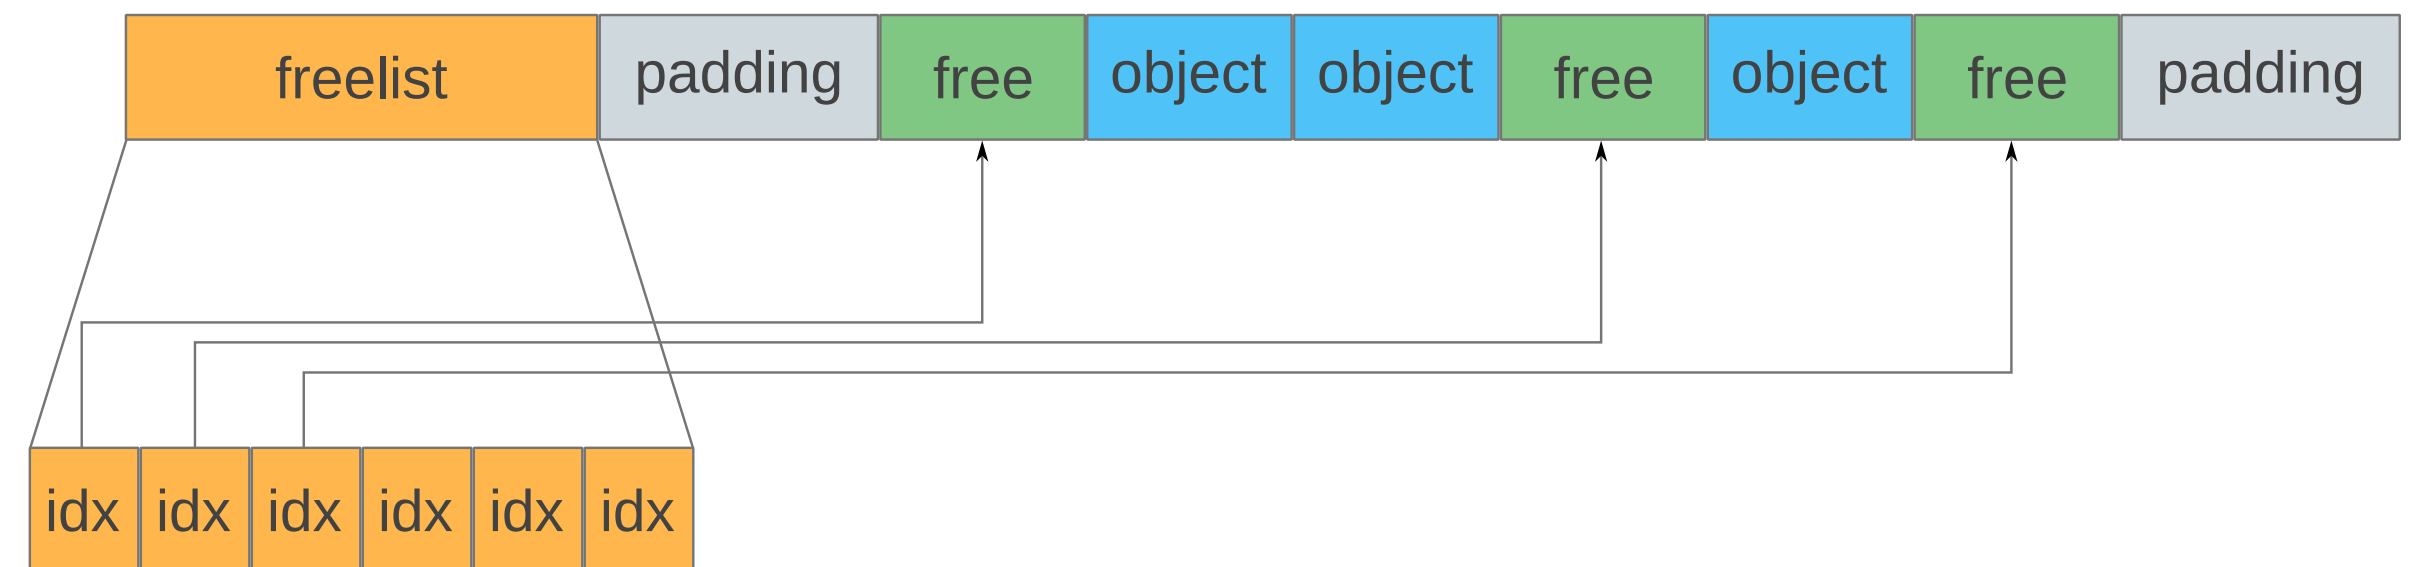 freelist padding free object object free object free padding
idx idx idx idx idx idx